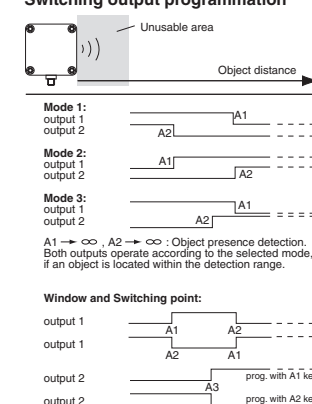 Switching output programmation
Unusable area
Object distance
Mode 1:
output 1
output 2
A1
A2
Mode 2:
output 1
output 2
A1
A2
Mode 3:
output 1
output 2
A1
A2
A1 → ∞ , A2 → ∞ : Object presence detection.
Both outputs operate according to the selected mode,
if an object is located within the detection range.
Window and Switching point:
output 1
A1 A2
output 1
A2 A1
output 2
prog. with A1 ke
A3
output 2
prog. with A2 ke